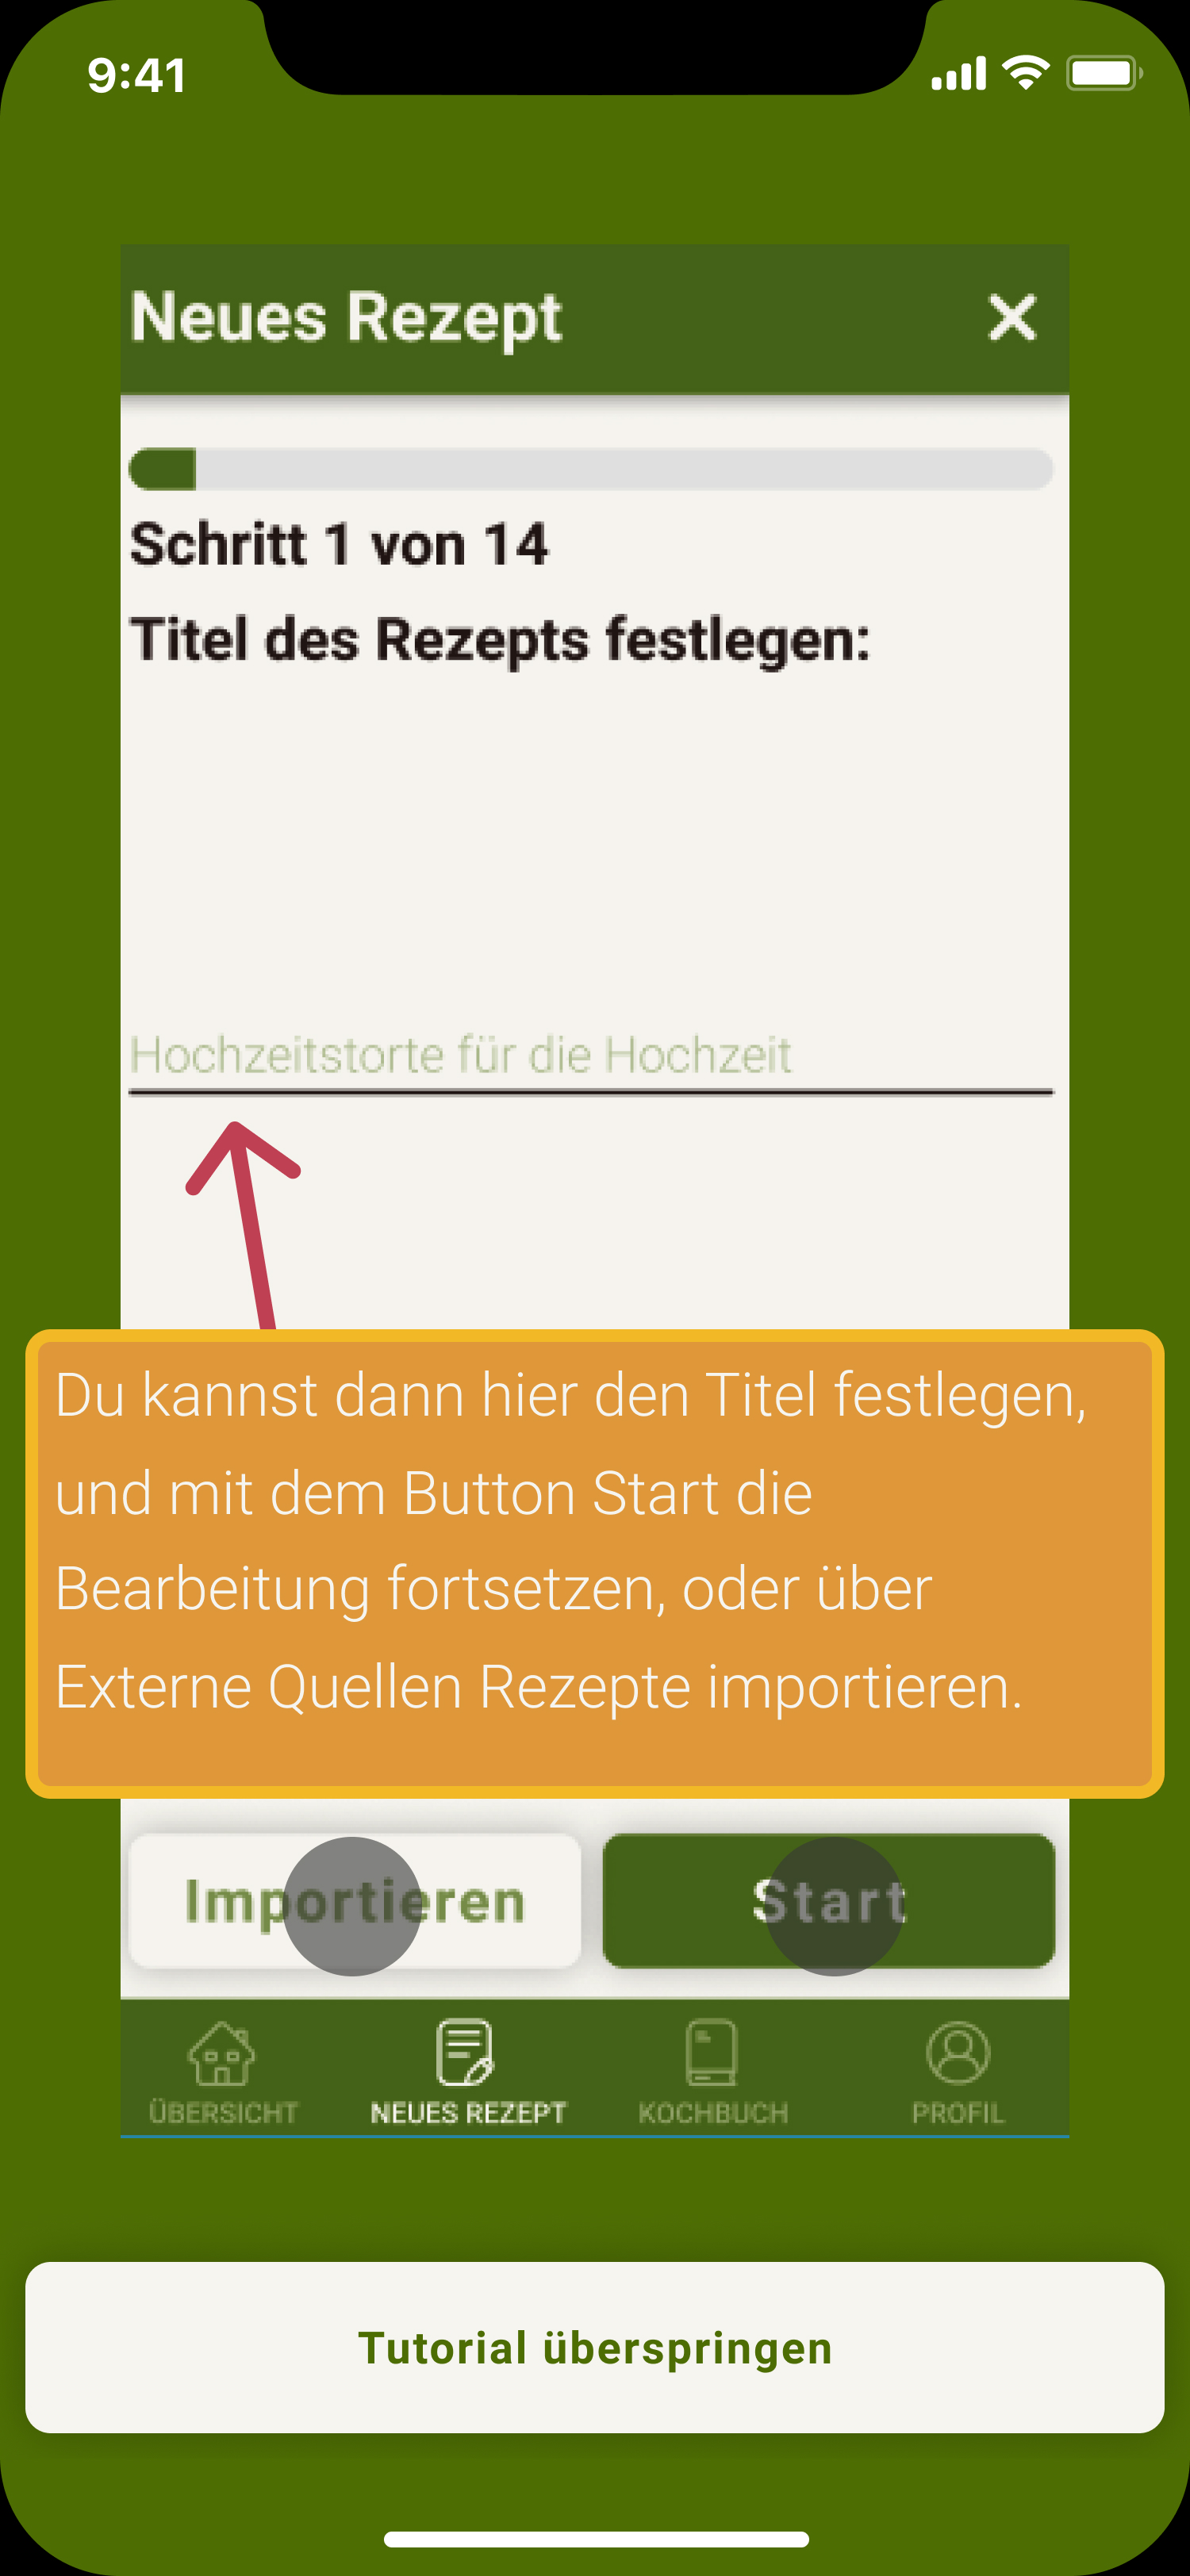 9:41
Neues Rezept
Schritt 1 von 14
Titel des Rezepts festlegen:
Hochzeitstorte für die Hochzeit
Du kannst dann hier den Titel festlegen,
und mit dem Button Start die
Bearbeitung fortsetzen, oder über
Externe Quellen Rezepte importieren.
Importieren
Start
ÜBERSICHT
NEUES REZEPT
KOCHBUCH
PROFIL
Tutorial überspringen